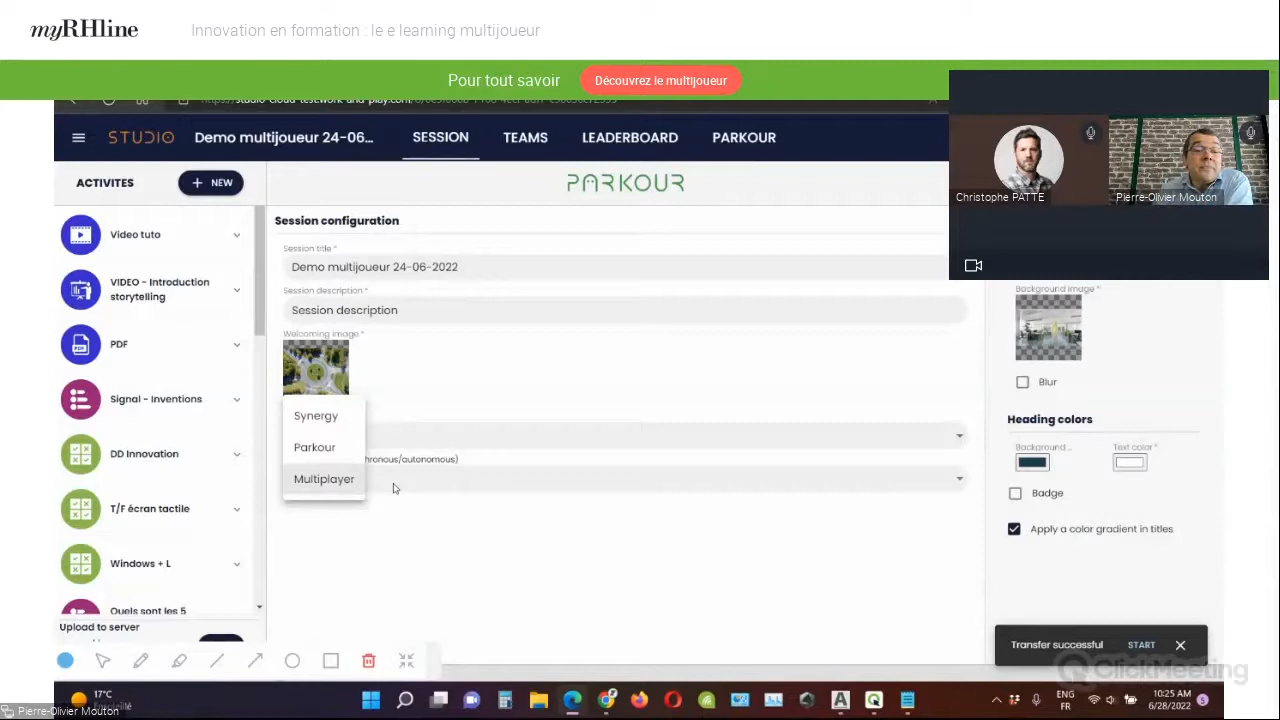 myRHline
Innovation en formation : le e learning multijoueur
Pour tout savoir
Découvrez le multijoueur
STUDIO
Demo multijoueur 24-06...
SESSION
TEAMS
LEADERBOARD
PARKOUR
ACTIVITES
+ NEW
PARKOUR
Christophe PATTE
Pierre-Olivier Mouton
Video tuto
VIDEO - Introduction
storytelling
PDF
Signal - Inventions
DD Innovation
T/F écran tactile
Windows + L
Quels sont les 5
Upload to server
Session configuration
Session title *
Demo multijoueur 24-06-2022
Session description *
Session description
Welcoming image *
Synergy
Parkour
hronous/autonomous)
Multiplayer
Background image *
Blur
Heading colors
Background ...
Text color *
Badge
Apply a color gradient in titles
Transfer successful
START
ClickMeeting
17°C
Ensoleillé
ENG
FR
10:25 AM
6/28/2022
5
Pierre-Olivier Mouton